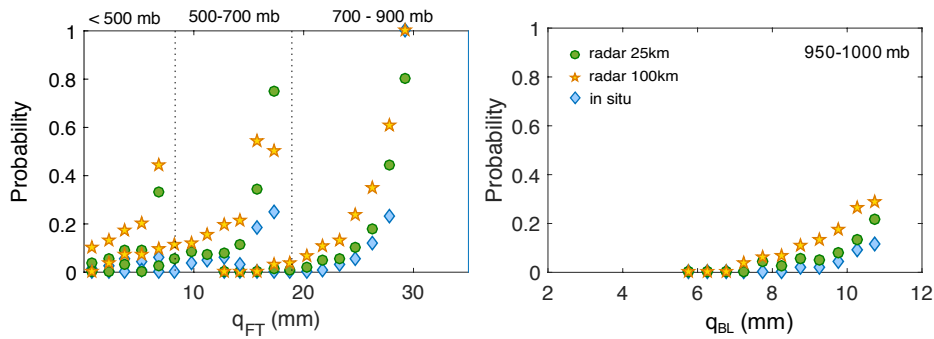 < 500 mb 500-700 mb 700 - 900 mb
1
0.8
0.6
0.4
0.2
0
Probability
10 20 30
qFT (mm)
1
0.8
0.6
0.4
0.2
0
Probability
radar 25km
radar 100km
in situ
950-1000 mb
2 4 6 8 10 12
qBL (mm)